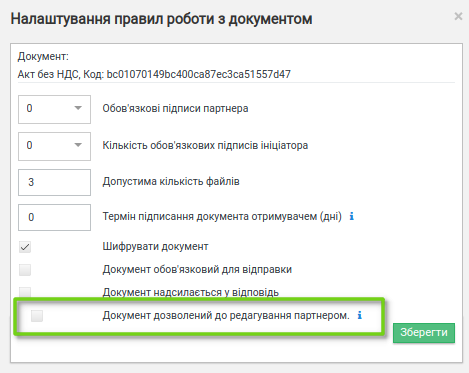 Налаштування правил роботи з документом
Документ:
Акт без НДС, Код: bc01070149bc400ca87ec3ca51557d47
0 Обов'язкові підписи партнера
0 Кількість обов'язкових підписів ініціатора
3 Допустима кількість файлів
0 Термін підписання документа отримувачем (дні)
Шифрувати документ
Документ обов'язковий для відправки
Документ надсилається у відповідь
Документ дозволений до редагування партнером.
Зберегти